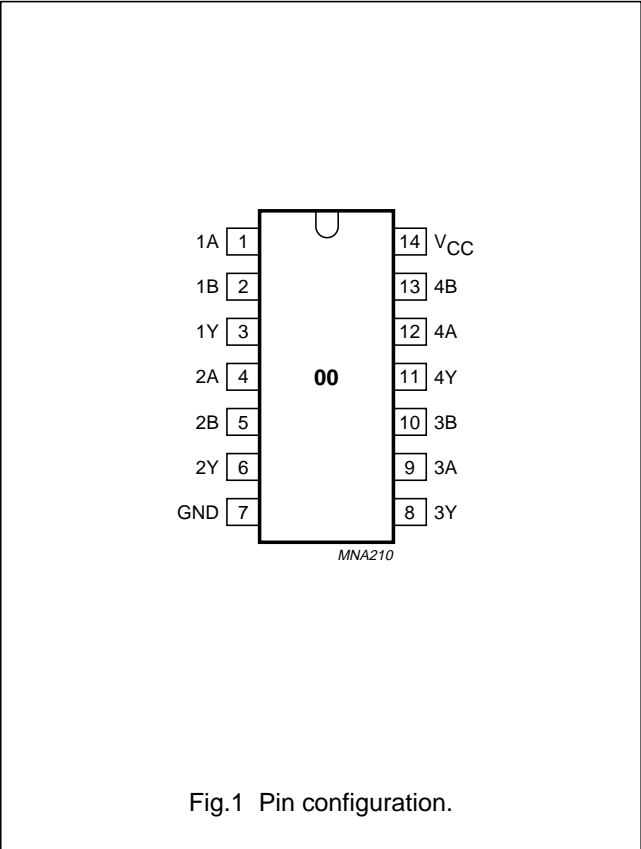 1A 1 14 VCC
1B 2 13 4B
1Y 3 12 4A
2A 4 00 11 4Y
2B 5 10 3B
2Y 6 9 3A
GND 7 8 3Y
MNA210
Fig.1 Pin configuration.